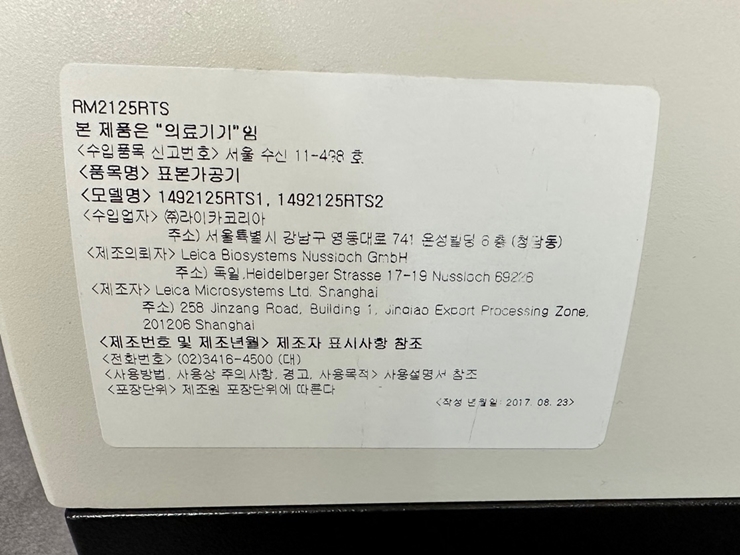 RM2125RTS
본 제품은 "의료기기"임
<수입품목 신고번호> 서울 수신 11-498 호
<품목명> 표본가공기
<모델명> 1492125RTS1, 1492125RTS2
<수입업자> ㈜라이카코리아
주소) 서울특별시 강남구 영동대로 741 은성빌딩 6 층 (청담동)
<제조의뢰자> Leica Biosystems Nussloch GmbH
주소) 독일,Heidelberger Strasse 17-19 Nussloch 69226
<제조자> Leica Microsystems Ltd. Shanghai
주소) 258 Jinzang Road, Building 1, Jinqiao Export Processing Zone,
201206 Shanghai
<제조번호 및 제조년월> 제조자 표시사항 참조
<전화번호> (02)3416-4500 (대)
<사용방법, 사용상 주의사항, 경고, 사용목적> 사용설명서 참조
<포장단위> 제조원 포장단위에 따른다
<작성 년월일: 2017. 08. 23>